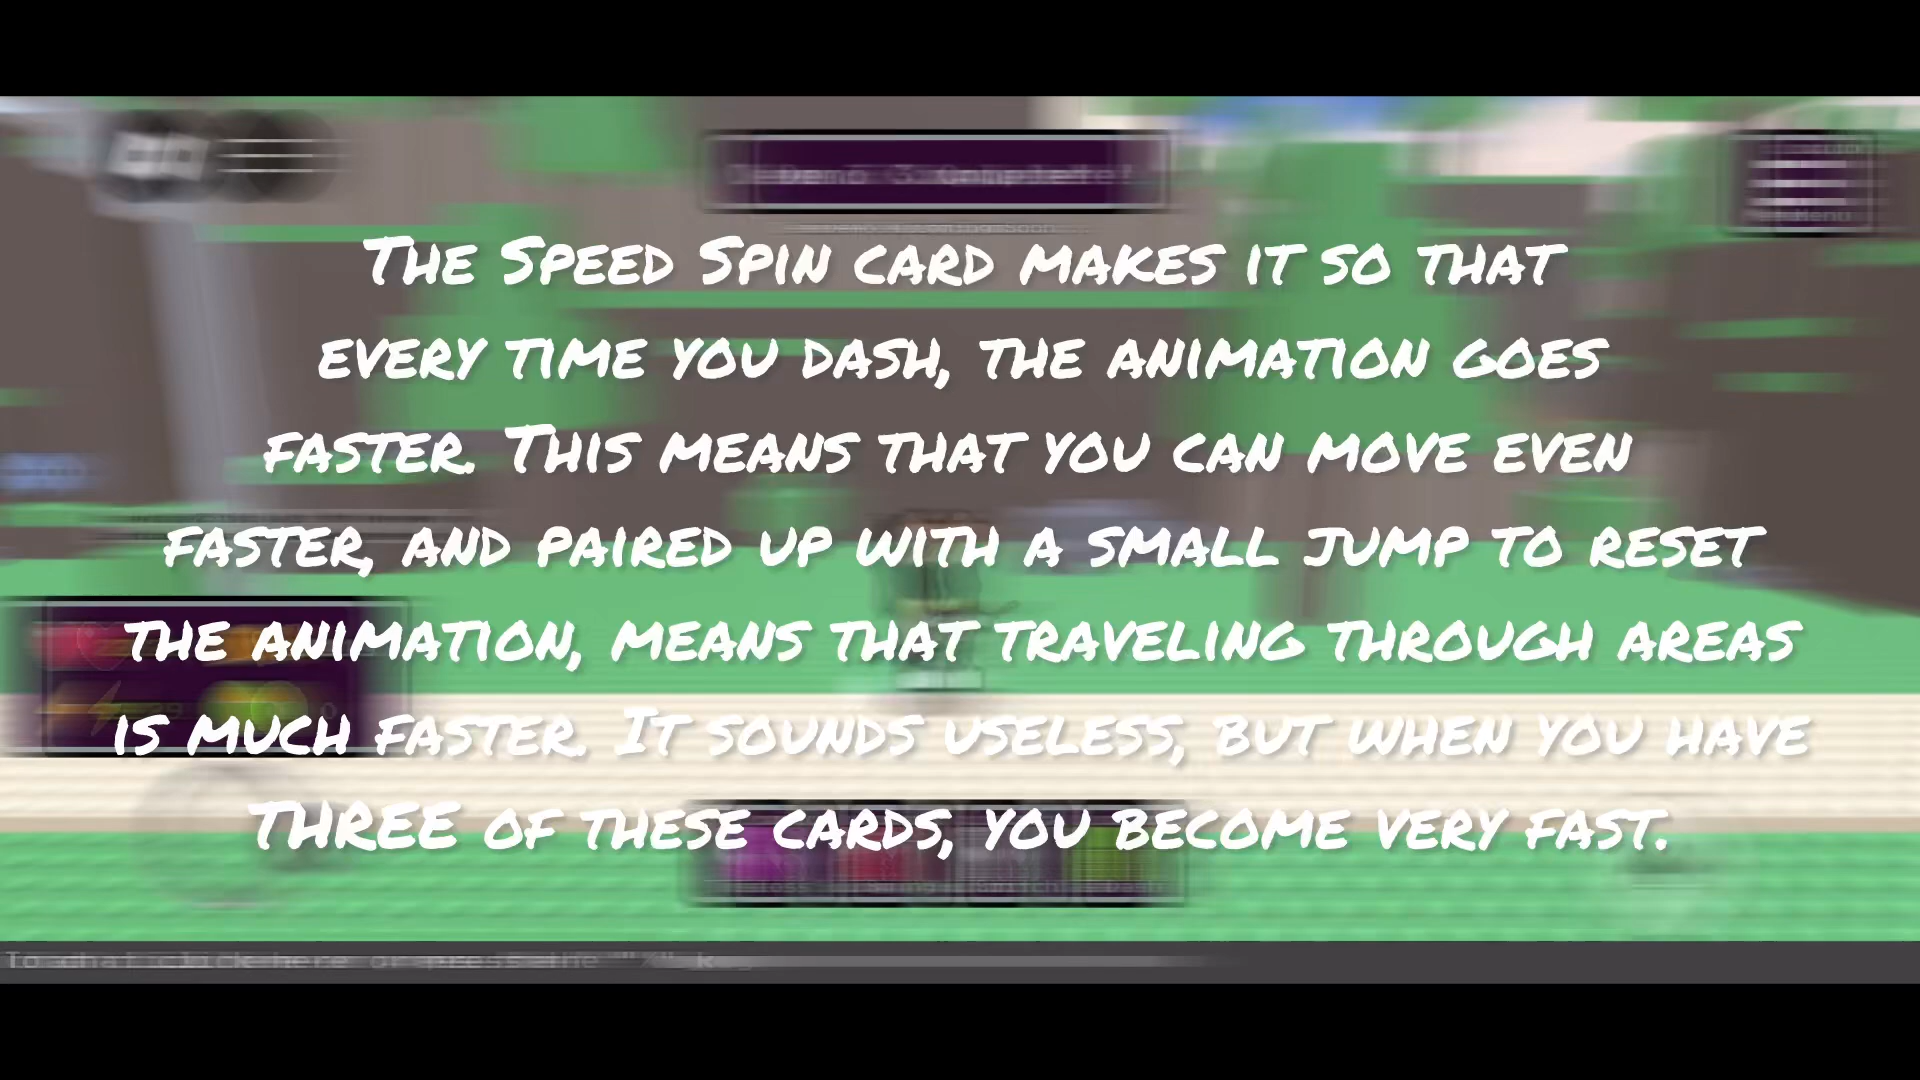 The Speed Spin card makes it so that
every time you dash, the animation goes
faster. This means that you can move even
faster, and paired up with a small jump to reset
the animation, means that traveling through areas
is much faster. It sounds useless, but when you have
THREE of these cards, you become very fast.